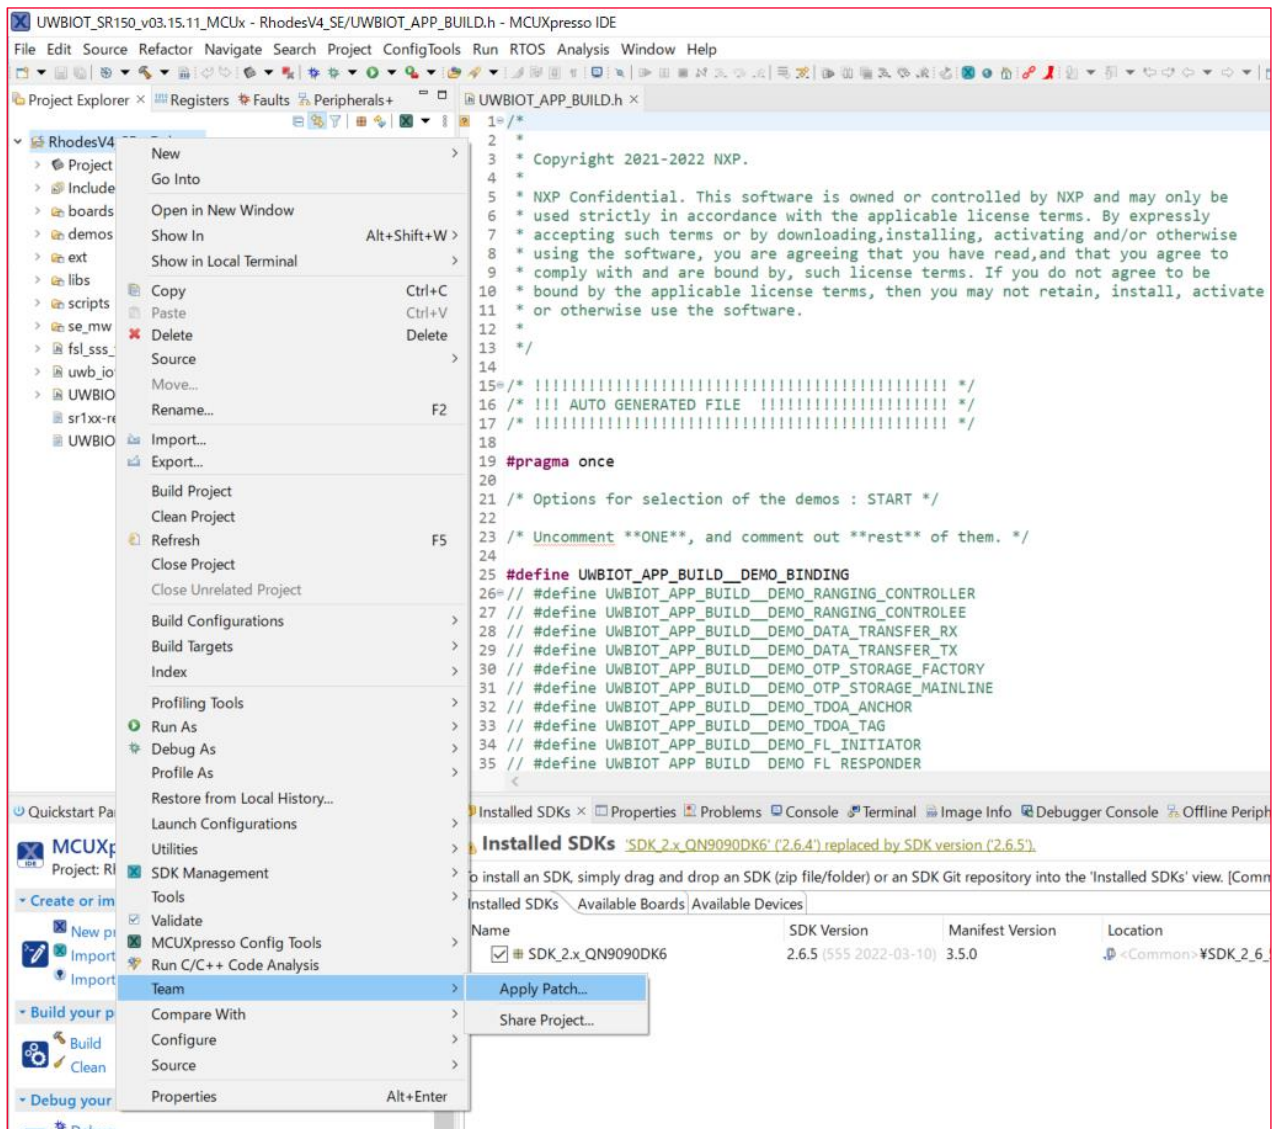 UWBIOT_SR150_v03.15.11_MCUx - RhodesV4_SE/UWBIOT_APP_BUILD.h - MCUXpresso IDE
File Edit Source Refactor Navigate Search Project ConfigTools Run RTOS Analysis Window Help
Project Explorer Registers Faults Peripherals+
UWBIOT_APP_BUILD.h
RhodesV4
Project
Include
boards
demos
ext
libs
scripts
se_mw
fsl_sss_
uwb_io
UWBIO
sr1xx-re
UWBIO
New
Go Into
Open in New Window
Show In Alt+Shift+W >
Show in Local Terminal
Copy Ctrl+C
Paste Ctrl+V
Delete Delete
Source
Move...
Rename... F2
Import...
Export...
Build Project
Clean Project
Refresh F5
Close Project
Close Unrelated Project
Build Configurations
Build Targets
Index
Profiling Tools
Run As
Debug As
Profile As
Restore from Local History...
Launch Configurations
Utilities
SDK Management
Tools
Validate
MCUXpresso Config Tools
Run C/C++ Code Analysis
Team
Compare With
Configure
Source
Properties Alt+Enter
Apply Patch...
Share Project...
1 /*
2 *
3 * Copyright 2021-2022 NXP.
4 *
5 * NXP Confidential. This software is owned or controlled by NXP and may only be
6 * used strictly in accordance with the applicable license terms. By expressly
7 * accepting such terms or by downloading,installing, activating and/or otherwise
8 * using the software, you are agreeing that you have read,and that you agree to
9 * comply with and are bound by, such license terms. If you do not agree to be
10 * bound by the applicable license terms, then you may not retain, install, activate
11 * or otherwise use the software.
12 *
13 */
14
15 /* !!!!!!!!!!!!!!!!!!!!!!!!!!!!!!!!!!!!!!!!!!!!!! */
16 /* !!! AUTO GENERATED FILE !!!!!!!!!!!!!!!!!!!!! */
17 /* !!!!!!!!!!!!!!!!!!!!!!!!!!!!!!!!!!!!!!!!!!!!!! */
18
19 #pragma once
20
21 /* Options for selection of the demos : START */
22
23 /* Uncomment **ONE**, and comment out **rest** of them. */
24
25 #define UWBIOT_APP_BUILD__DEMO_BINDING
26 // #define UWBIOT_APP_BUILD__DEMO_RANGING_CONTROLLER
27 // #define UWBIOT_APP_BUILD__DEMO_RANGING_CONTROLEE
28 // #define UWBIOT_APP_BUILD__DEMO_DATA_TRANSFER_RX
29 // #define UWBIOT_APP_BUILD__DEMO_DATA_TRANSFER_TX
30 // #define UWBIOT_APP_BUILD__DEMO_OTP_STORAGE_FACTORY
31 // #define UWBIOT_APP_BUILD__DEMO_OTP_STORAGE_MAINLINE
32 // #define UWBIOT_APP_BUILD__DEMO_TDOA_ANCHOR
33 // #define UWBIOT_APP_BUILD__DEMO_TDOA_TAG
34 // #define UWBIOT_APP_BUILD__DEMO_FL_INITIATOR
35 // #define UWBIOT_APP_BUILD__DEMO_FL_RESPONDER
Quickstart Pa
MCUXp
IDE
Project: R
Create or im
New p
Import
Import
Build your p
Build
Clean
Debug your
Installed SDKs Properties Problems Console Terminal Image Info Debugger Console Offline Periph
Installed SDKs 'SDK_2.x_QN9090DK6' ('2.6.4') replaced by SDK version ('2.6.5').
o install an SDK, simply drag and drop an SDK (zip file/folder) or an SDK Git repository into the 'Installed SDKs' view. [Comm
Installed SDKs Available Boards Available Devices
Name SDK Version Manifest Version Location
SDK_2.x_QN9090DK6 2.6.5 (555 2022-03-10) 3.5.0 <Common>¥SDK_2_6_